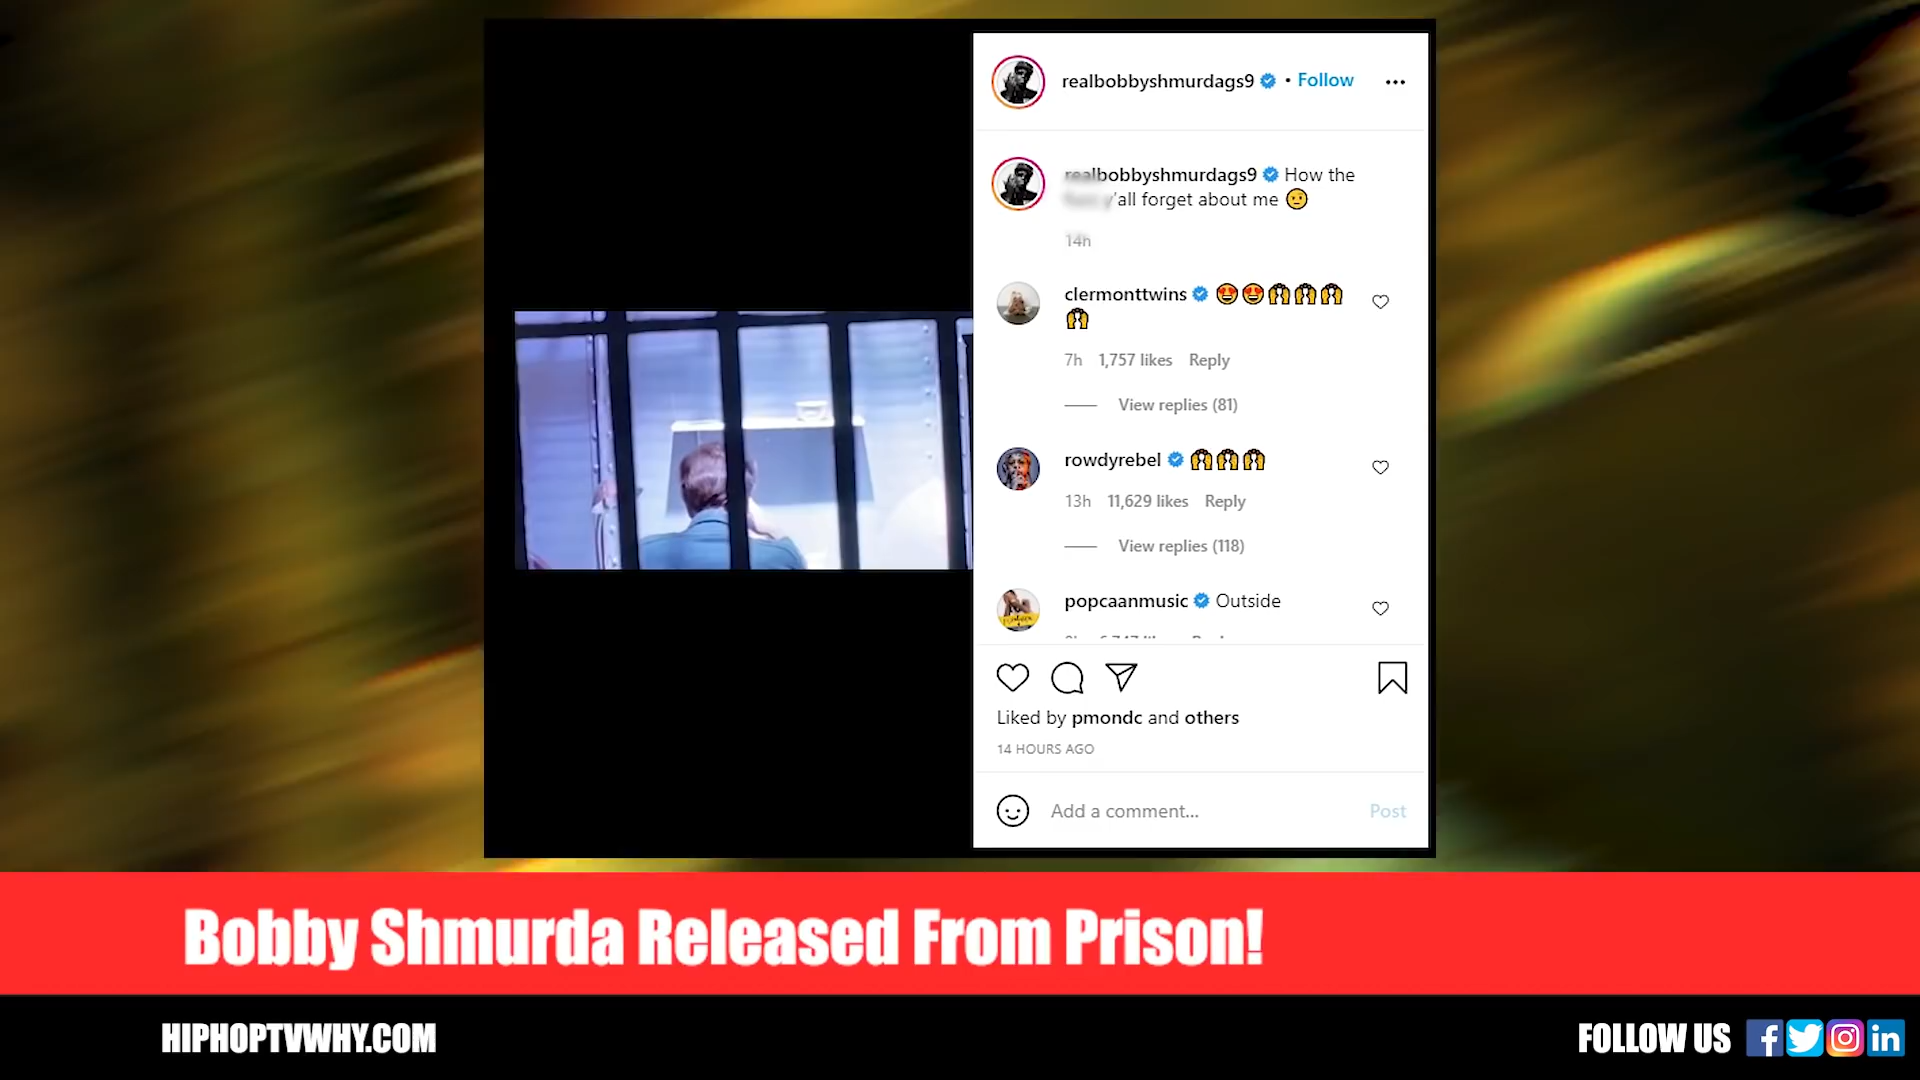 realbobbyshmurdags9 • Follow
realbobbyshmurdags9 How the
y'all forget about me
14h
clermonttwins
7h 1,757 likes Reply
View replies (81)
rowdyrebel
13h 11,629 likes Reply
View replies (118)
popcaanmusic Outside
Liked by pmondc and others
14 HOURS AGO
Add a comment... Post
Bobby Shmurda Released From Prison!
HIPHOPTVWHY.COM
FOLLOW US